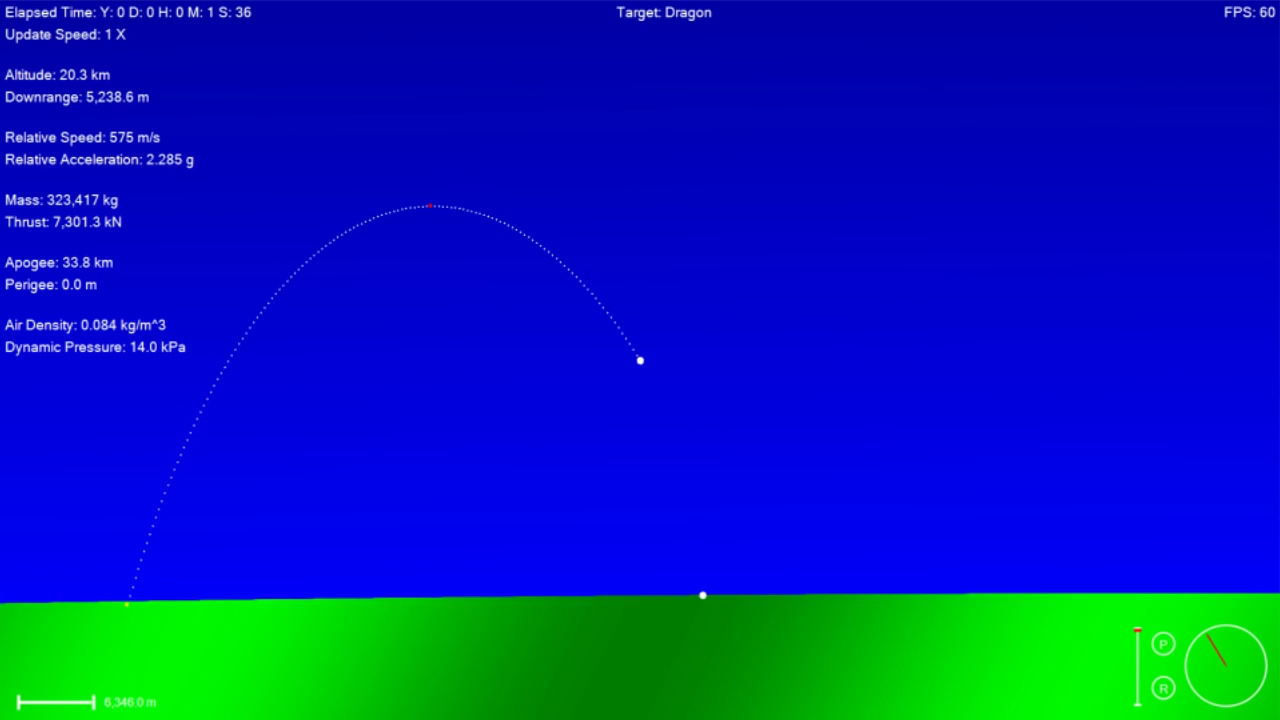 Elapsed Time: Y: 0 D: 0 H: 0 M: 1 S: 36
Target: Dragon
FPS: 60
Update Speed: 1 X
Altitude: 20.3 km
Downrange: 5,238.6 m
Relative Speed: 575 m/s
Relative Acceleration: 2.285 g
Mass: 323,417 kg
Thrust: 7,301.3 kN
Apogee: 33.8 km
Perigee: 0.0 m
Air Density: 0.084 kg/m^3
Dynamic Pressure: 14.0 kPa
P
R
6,346.0 m